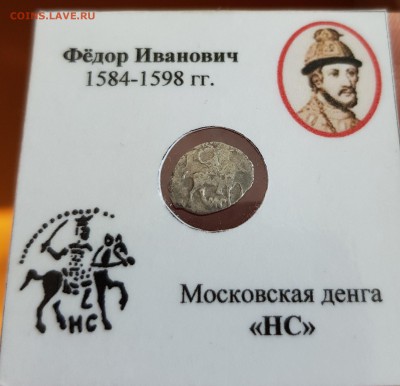 COINS.LAVE.RU
Фёдор Иванович
1584-1598 гг.
НС
Московская денга
«НС»